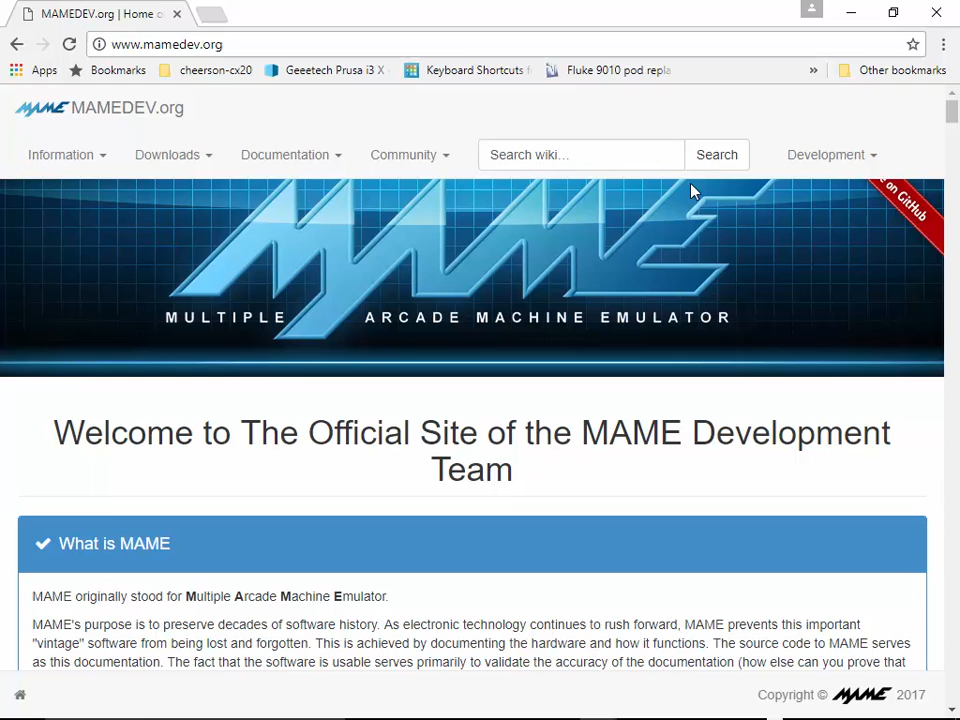 MAMEDEV.org | Home
www.mamedev.org
Apps Bookmarks cheerson-cx20 Geeetech Prusa i3 X Keyboard Shortcuts Fluke 9010 pod repla » Other bookmarks
MAME MAMEDEV.org
Information Downloads Documentation Community Search wiki... Search Development
on GitHub
MAME
MULTIPLE ARCADE MACHINE EMULATOR
Welcome to The Official Site of the MAME Development
Team
What is MAME
MAME originally stood for Multiple Arcade Machine Emulator.
MAME's purpose is to preserve decades of software history. As electronic technology continues to rush forward, MAME prevents this important
"vintage" software from being lost and forgotten. This is achieved by documenting the hardware and how it functions. The source code to MAME serves
as this documentation. The fact that the software is usable serves primarily to validate the accuracy of the documentation (how else can you prove that
Copyright © MAME 2017